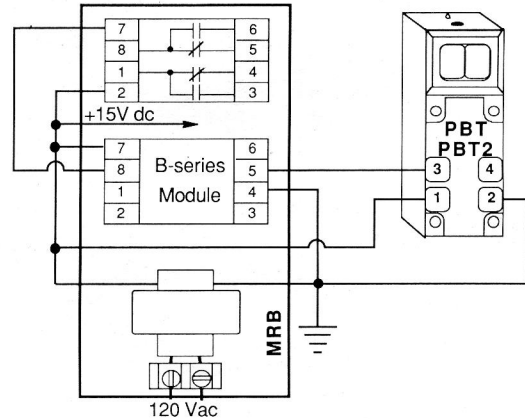 7 6
8 5
1 4
2 3
+15V dc
7 6
8 B-series 5
1 Module 4
2 3
PBT
PBT2
3 4
1 2
MRB
120 Vac